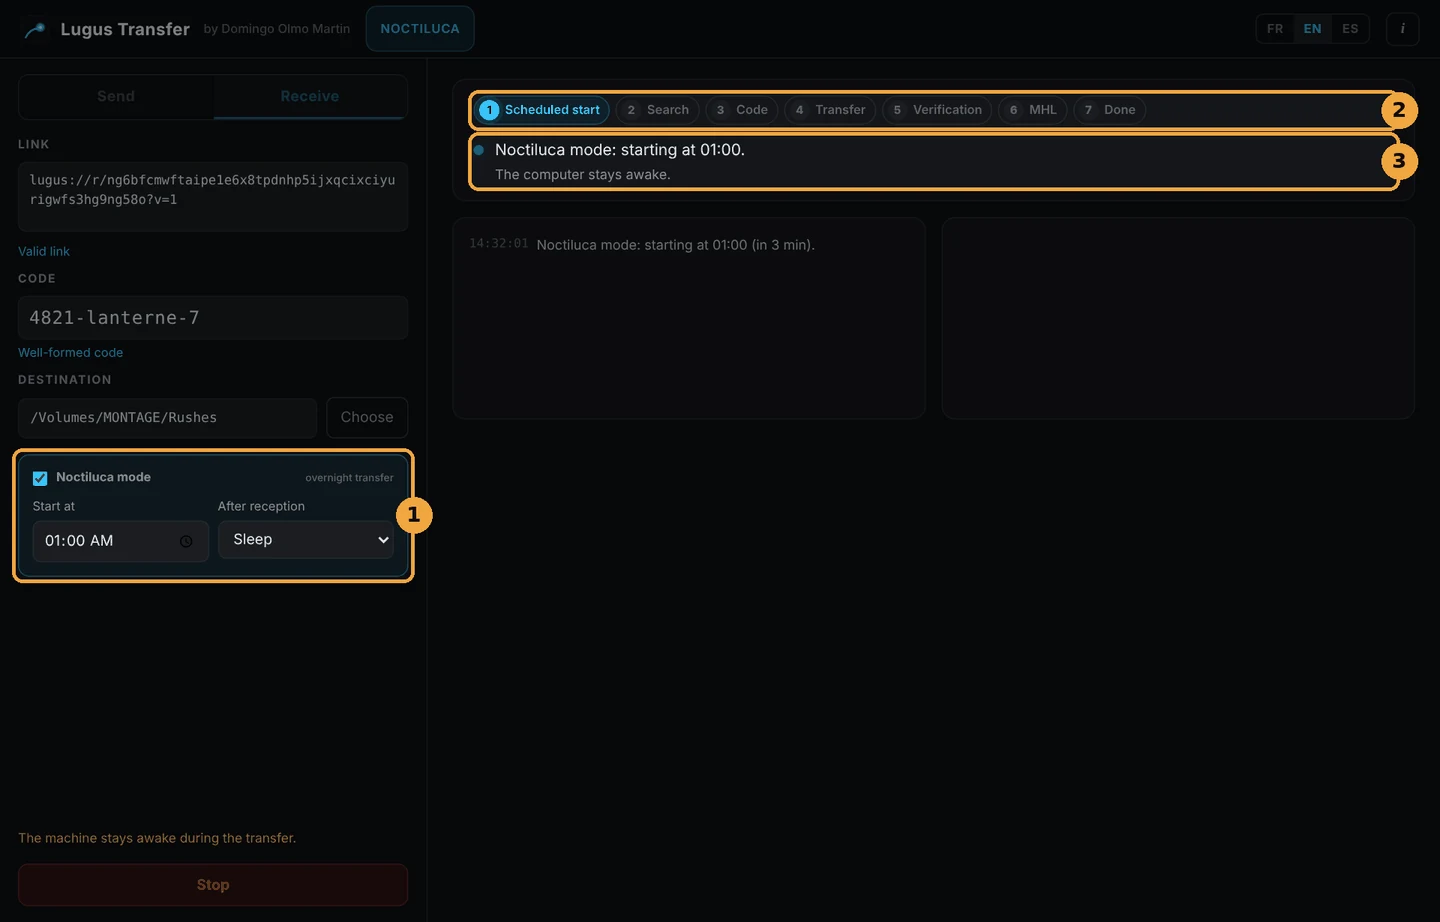 Lugus Transfer by Domingo Olmo Martin NOCTILUCA FR EN ES i
Send Receive
LINK
lugus://r/ng6bfcmwftaipe1e6x8tpdnhp5ijxqcixciyu
rigwfs3hg9ng58o?v=1
Valid link
CODE
4821-lanterne-7
Well-formed code
DESTINATION
/Volumes/MONTAGE/Rushes Choose
Noctiluca mode overnight transfer
Start at After reception
01:00 AM Sleep
1
The machine stays awake during the transfer.
Stop
1 Scheduled start 2 Search 3 Code 4 Transfer 5 Verification 6 MHL 7 Done
2
Noctiluca mode: starting at 01:00.
The computer stays awake.
3
14:32:01 Noctiluca mode: starting at 01:00 (in 3 min).